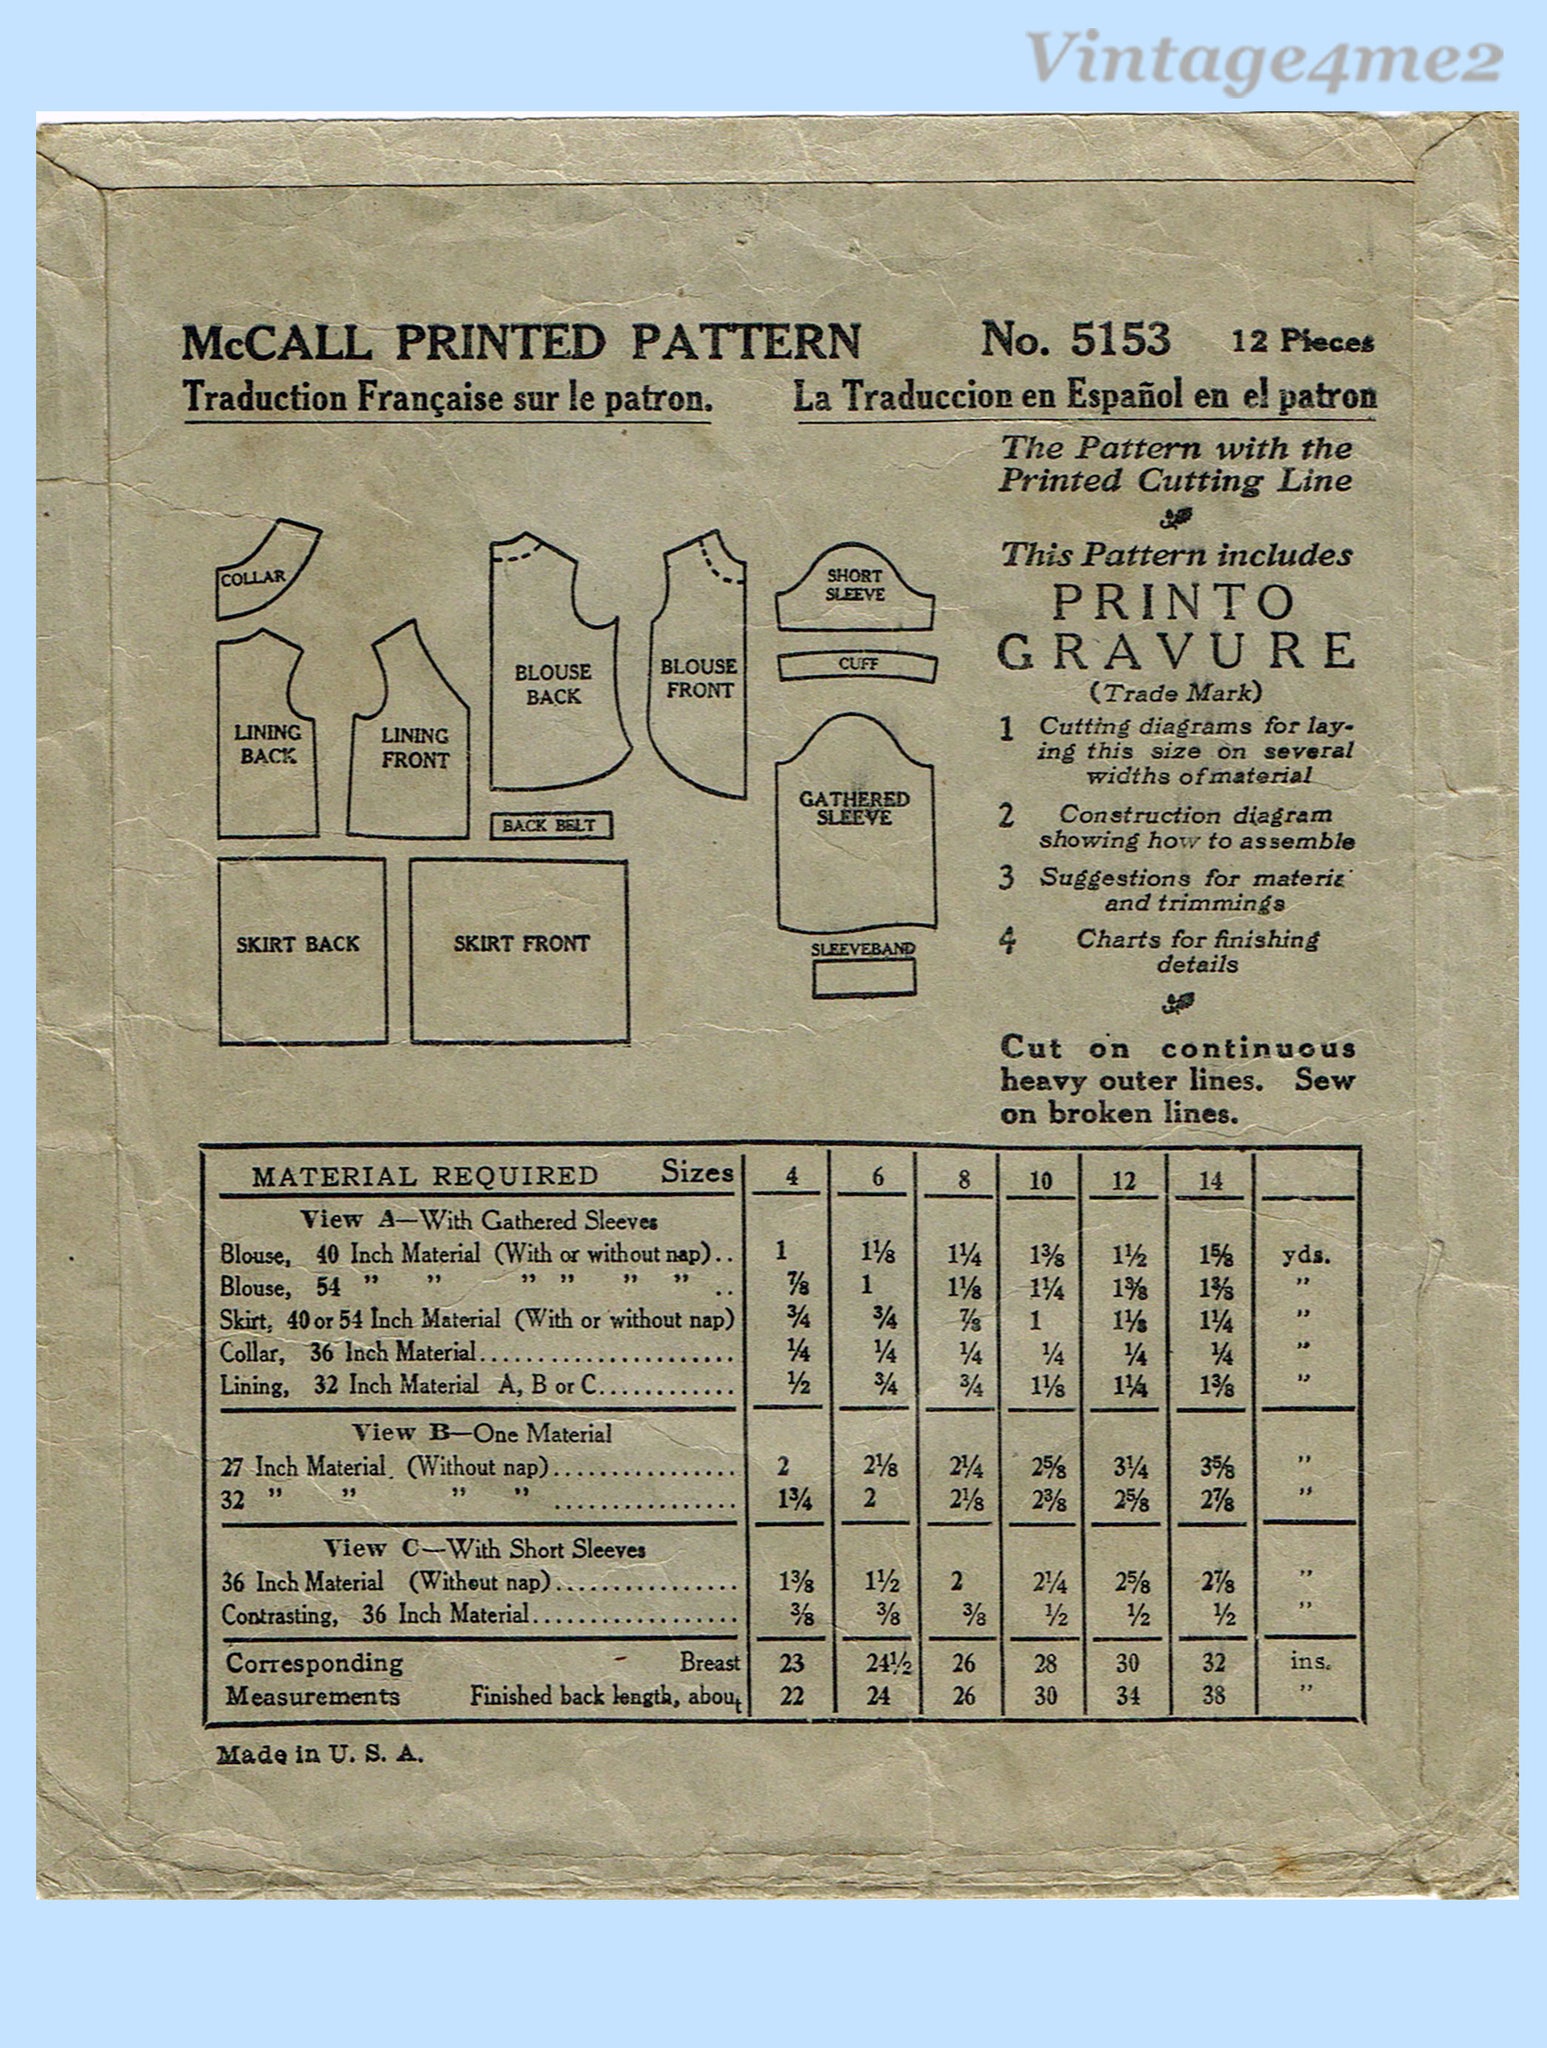 Vintage4me2
McCALL PRINTED PATTERN No. 5153 12 Pieces
Traduction Française sur le patron. La Traduccion en Español en el patron
The Pattern with the
Printed Cutting Line
This Pattern includes
PRINTO
GRAVURE
(Trade Mark)
1 Cutting diagrams for lay-
ing this size on several
widths of material
2 Construction diagram
showing how to assemble
3 Suggestions for materia
and trimmings
4 Charts for finishing
details
Cut on continuous
heavy outer lines. Sew
on broken lines.
COLLAR
LINING
BACK
LINING
FRONT
BLOUSE
BACK
BLOUSE
FRONT
SHORT
SLEEVE
CUFF
GATHERED
SLEEVE
BACK BELT
SKIRT BACK
SKIRT FRONT
SLEEVEBAND
MATERIAL REQUIRED Sizes 4 6 8 10 12 14
View A—With Gathered Sleeves
Blouse, 40 Inch Material (With or without nap).. 1 1⅛ 1¼ 1⅜ 1½ 1⅝ yds.
Blouse, 54 " " " " " " .. ⅞ 1 1⅛ 1¼ 1⅜ 1⅜ "
Skirt, 40 or 54 Inch Material (With or without nap) ¾ ¾ ⅞ 1 1⅛ 1¼ "
Collar, 36 Inch Material..................... ¼ ¼ ¼ ¼ ¼ ¼ "
Lining, 32 Inch Material A, B or C............ ½ ¾ ¾ 1⅛ 1¼ 1⅜ "
View B—One Material
27 Inch Material (Without nap)................ 2 2⅛ 2¼ 2⅝ 3¼ 3⅝ "
32 " " " " ................ 1¾ 2 2⅛ 2⅜ 2⅝ 2⅞ "
View C—With Short Sleeves
36 Inch Material (Without nap)................ 1⅜ 1½ 2 2¼ 2⅝ 2⅞ "
Contrasting, 36 Inch Material.................. ⅜ ⅜ ⅜ ½ ½ ½ "
Corresponding Breast 23 24½ 26 28 30 32 ins.
Measurements Finished back length, about 22 24 26 30 34 38 "
Made in U. S. A.